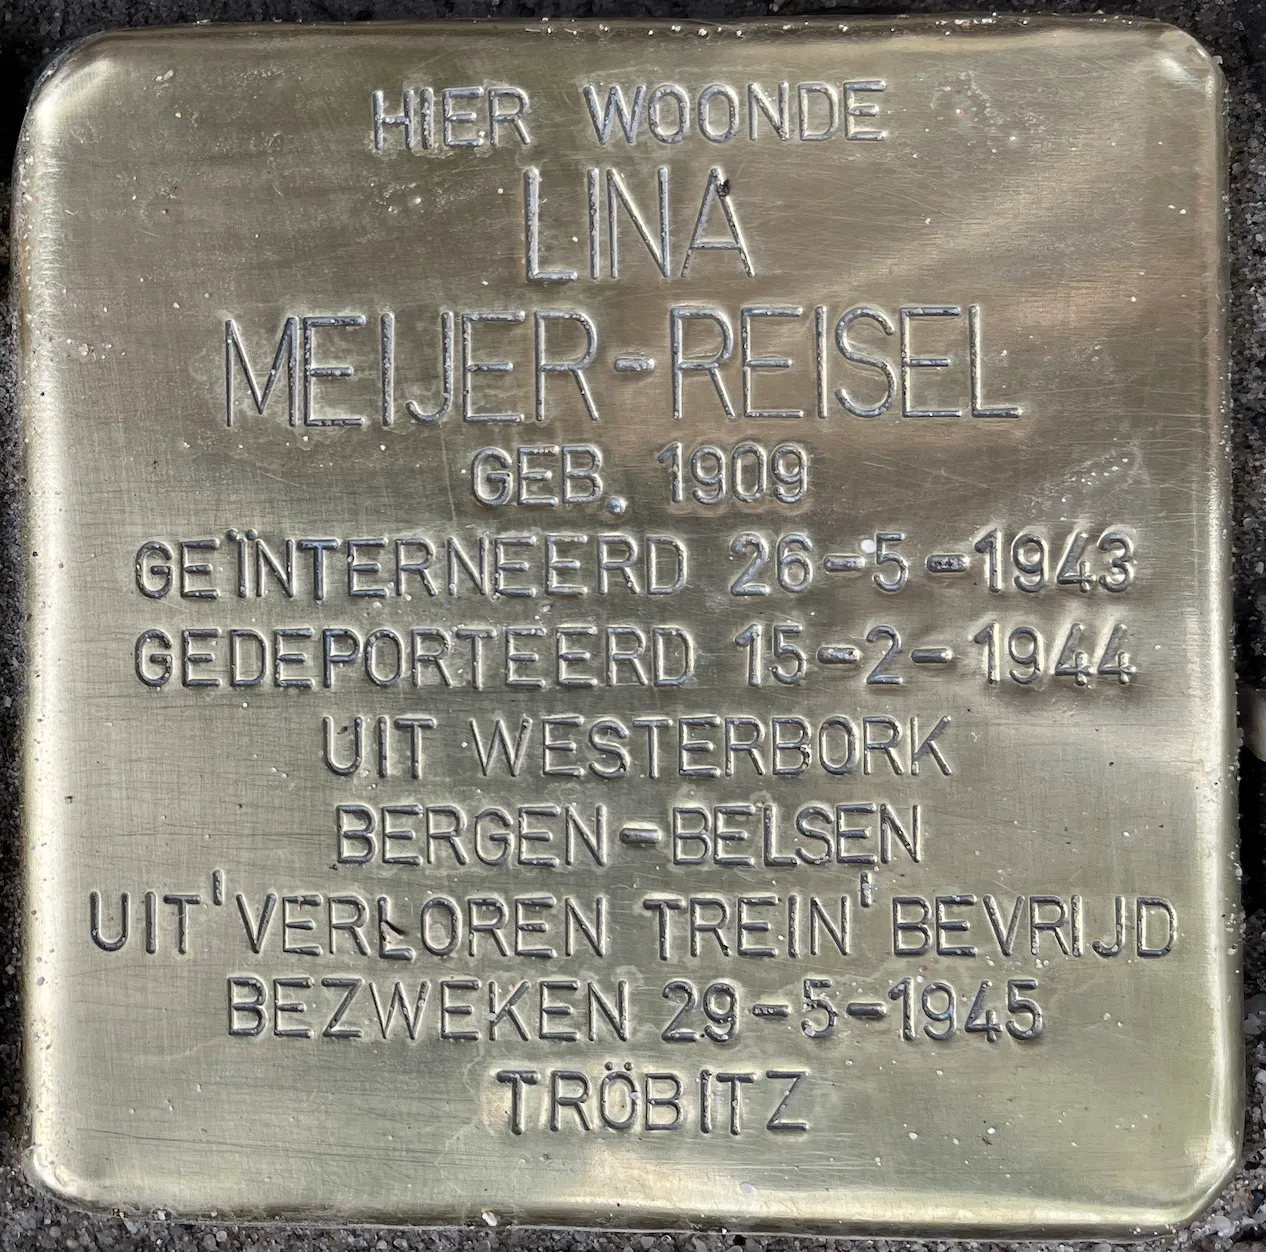 HIER WOONDE
LINA
MEIJER-REISEL
GEB. 1909
GEÏNTERNEERD 26-5-1943
GEDEPORTEERD 15-2-1944
UIT WESTERBORK
BERGEN-BELSEN
UIT'VERLOREN TREIN'BEVRIJD
BEZWEKEN 29-5-1945
TRÖBITZ